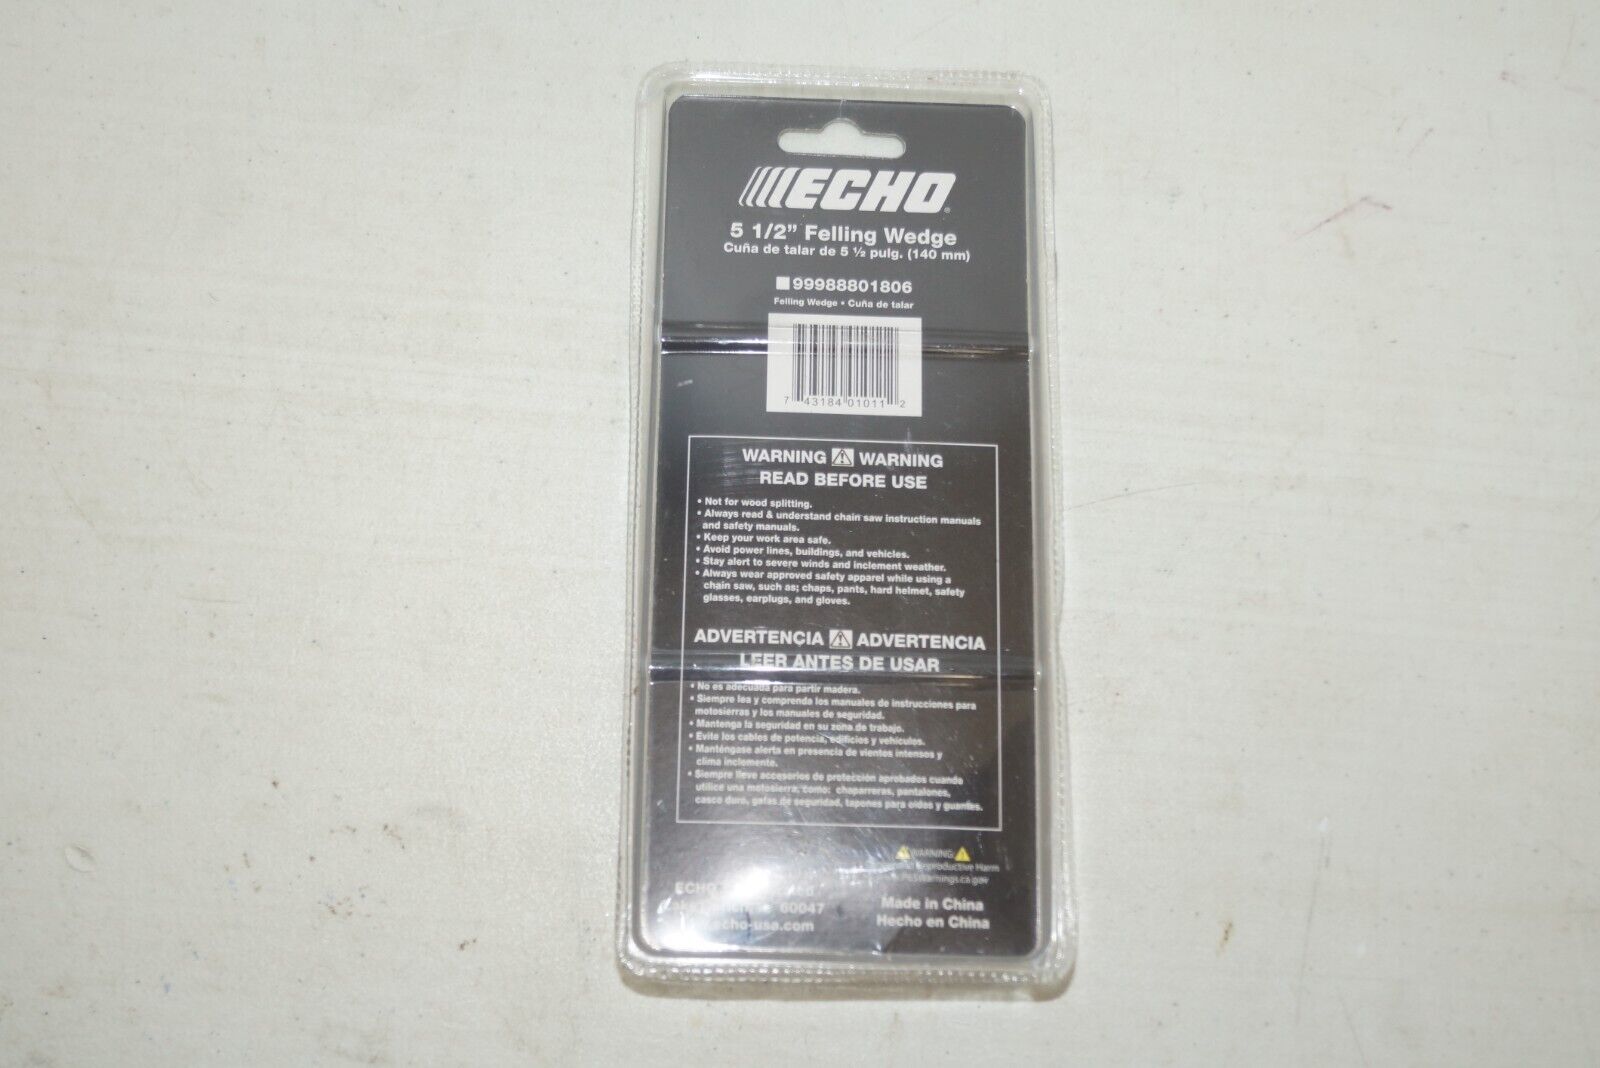 ECHO
5 1/2” Felling Wedge
Cuña de talar de 5 ½ pulg. (140 mm)
99988801806
Felling Wedge • Cuña de talar
7 43184 01011 2
WARNING WARNING
READ BEFORE USE
• Not for wood splitting.
• Always read & understand chain saw instruction manuals
and safety manuals.
• Keep your work area safe.
• Avoid power lines, buildings, and vehicles.
• Stay alert to severe winds and inclement weather.
• Always wear approved safety apparel while using a
chain saw, such as; chaps, pants, hard helmet, safety
glasses, earplugs, and gloves.
ADVERTENCIA ADVERTENCIA
LEER ANTES DE USAR
• No es adecuada para partir madera.
• Siempre lea y comprenda los manuales de instrucciones para
motosierras y los manuales de seguridad.
• Mantenga la seguridad en su zona de trabajo.
• Evite los cables de potencia, edificios y vehículos.
• Manténgase alerta en presencia de vientos intensos y
clima inclemente.
• Siempre lleve accesorios de protección aprobados cuando
utilice una motosierra, como: chaparreras, pantalones,
casco duro, gafas de seguridad, tapones para oídos y guantes.
WARNING:
Reproductive Harm
ECHO
60047
Made in China
Hecho en China